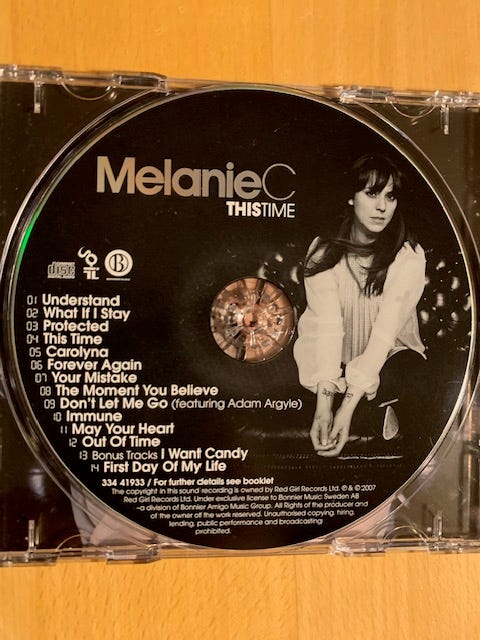 MelanieC
THISTIME
COMPACT
disc
B
01 Understand
02 What If I Stay
03 Protected
04 This Time
05 Carolyna
06 Forever Again
07 Your Mistake
08 The Moment You Believe
09 Don't Let Me Go (featuring Adam Argyle)
10 Immune
11 May Your Heart
12 Out Of Time
13 Bonus Tracks I Want Candy
14 First Day Of My Life
334 41933 / For further details see booklet
The copyright in this sound recording is owned by Red Girl Records Ltd. ℗ & © 2007
Red Girl Records Ltd. Under exclusive license to Bonnier Music Sweden AB
-a division of Bonnier Amigo Music Group. All Rights of the producer and
of the owner of the work reserved. Unauthorised copying, hiring,
lending, public performance and broadcasting
prohibited.